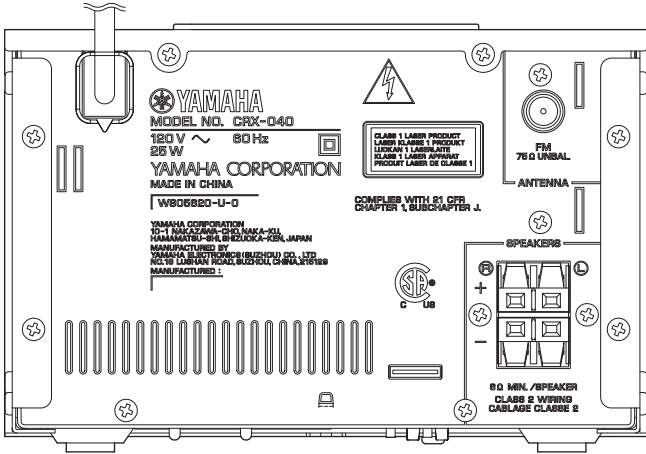 YAMAHA
MODEL NO. CRX-040
120 V ~ 60 Hz
25 W
YAMAHA CORPORATION
MADE IN CHINA
W805620-U-0
YAMAHA CORPORATION
10-1 NAKAZAWA-CHO, NAKA-KU,
HAMAMATSU-SHI, SHIZUOKA-KEN, JAPAN
MANUFACTURED BY
YAMAHA ELECTRONICS (SUZHOU) CO., LTD
NO.18 LUSHAN ROAD, SUZHOU, CHINA, 215129
MANUFACTURED :
CLASS 1 LASER PRODUCT
LASER KLASSE 1 PRODUKT
LUOKAN 1 LASERLAITE
KLASS 1 LASER APPARAT
PRODUIT LASER DE CLASSE 1
COMPLIES WITH 21 CFR
CHAPTER 1, SUBCHAPTER J.
SA ®
C US
FM
75 Ω UNBAL.
ANTENNA
SPEAKERS
R L
+
–
6 Ω MIN. /SPEAKER
CLASS 2 WIRING
CABLAGE CLASSE 2